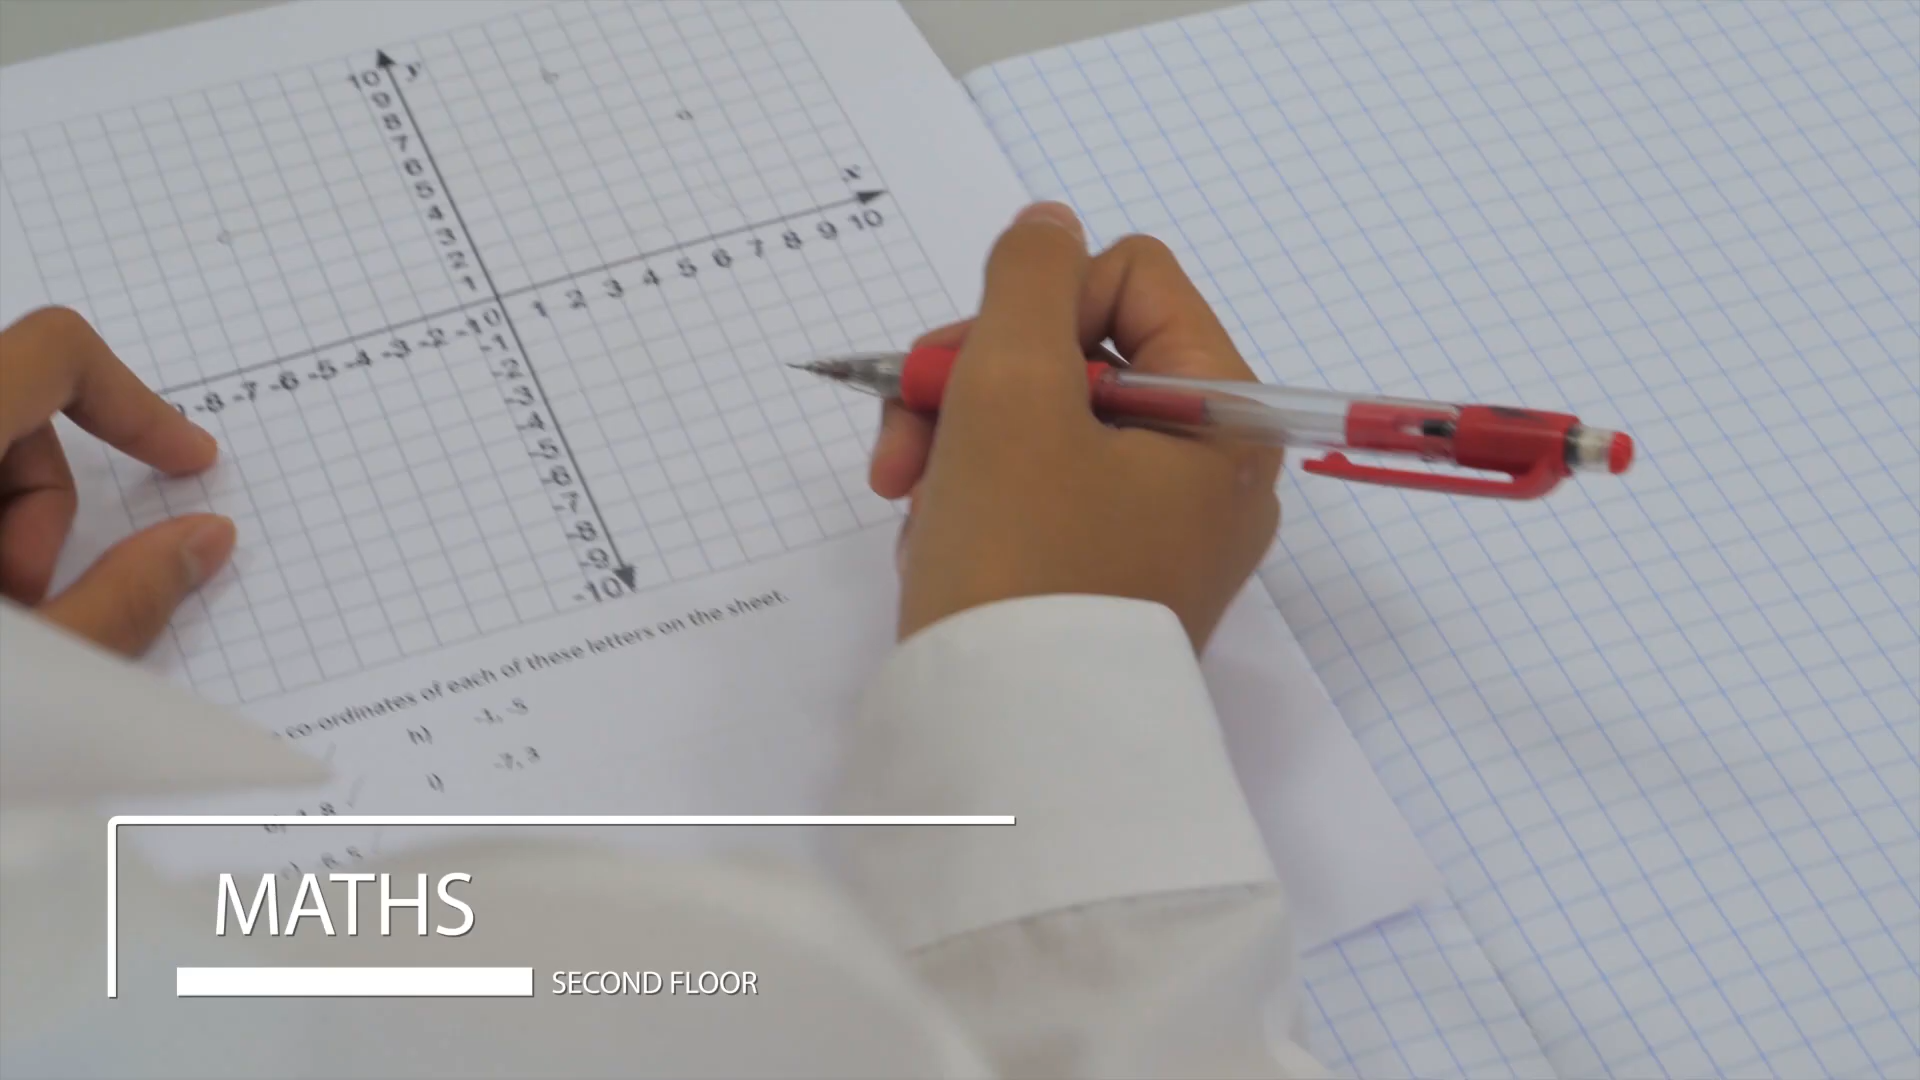 y
10
9
8
7
6
5
4
3
2
1
x
-8 -7 -6 -5 -4 -3 -2 -1 0 1 2 3 4 5 6 7 8 9 10
-1
-2
-3
-4
-5
-6
-7
-8
-9
-10
co-ordinates of each of these letters on the sheet.
h) -1, -5
i) -7, 3
MATHS
SECOND FLOOR